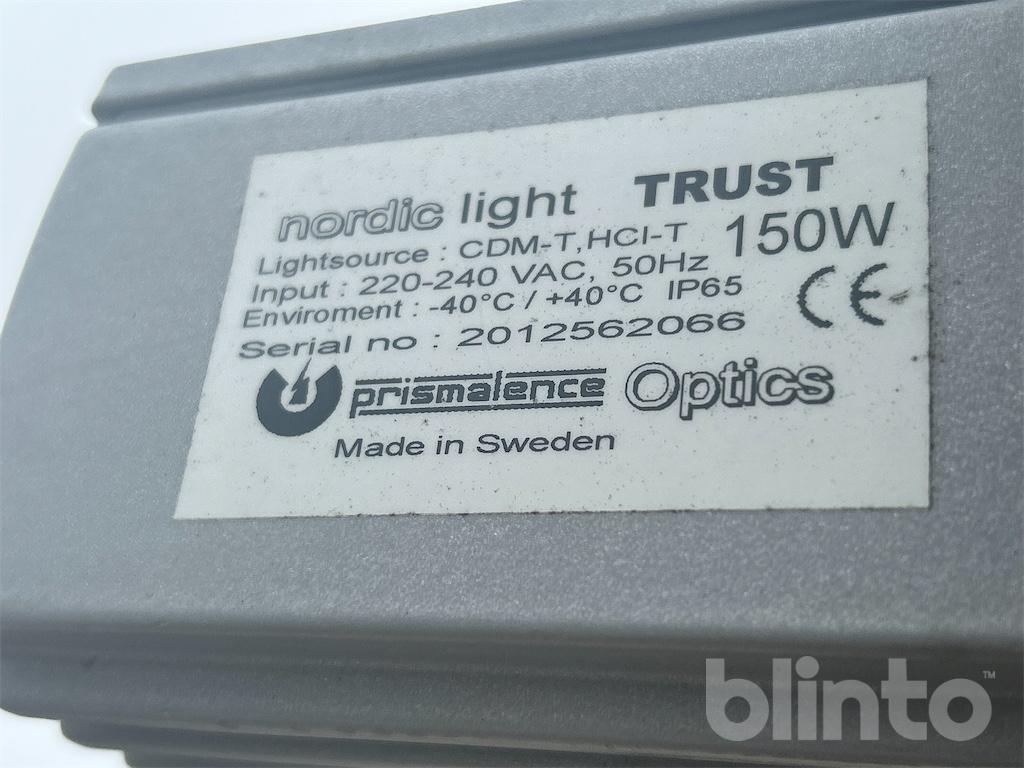 nordic light TRUST
Lightsource : CDM-T, HCI-T 150W
Input : 220-240 VAC, 50Hz
Enviroment : -40°C / +40°C IP65
CE
Serial no : 2012562066
prismalence Optics
Made in Sweden
blinto™